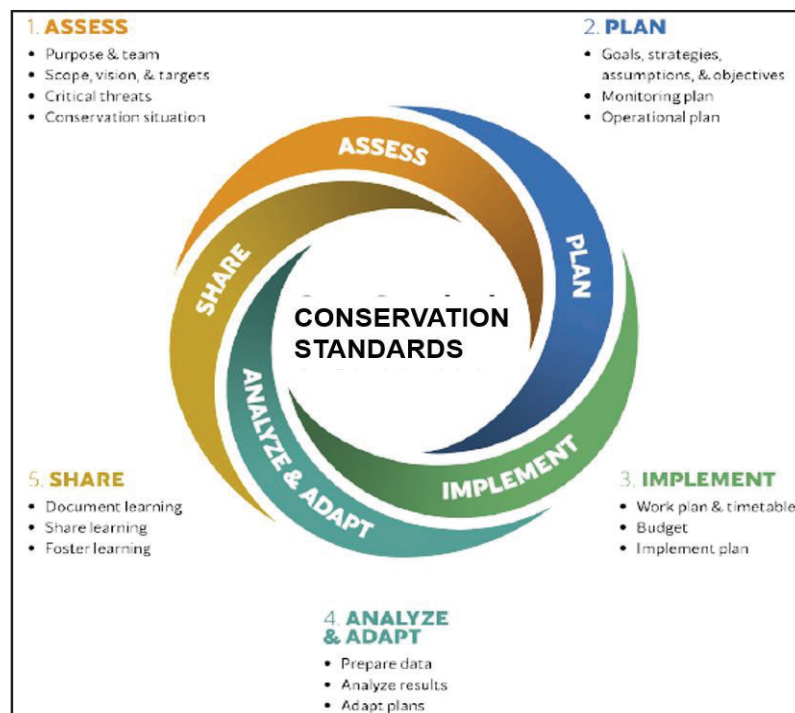 1. ASSESS
• Purpose & team
• Scope, vision, & targets
• Critical threats
• Conservation situation
2. PLAN
• Goals, strategies,
assumptions, & objectives
• Monitoring plan
• Operational plan
ASSESS
PLAN
SHARE
CONSERVATION
STANDARDS
ANALYZE & ADAPT
IMPLEMENT
5. SHARE
• Document learning
• Share learning
• Foster learning
3. IMPLEMENT
• Work plan & timetable
• Budget
• Implement plan
4. ANALYZE
& ADAPT
• Prepare data
• Analyze results
• Adapt plans